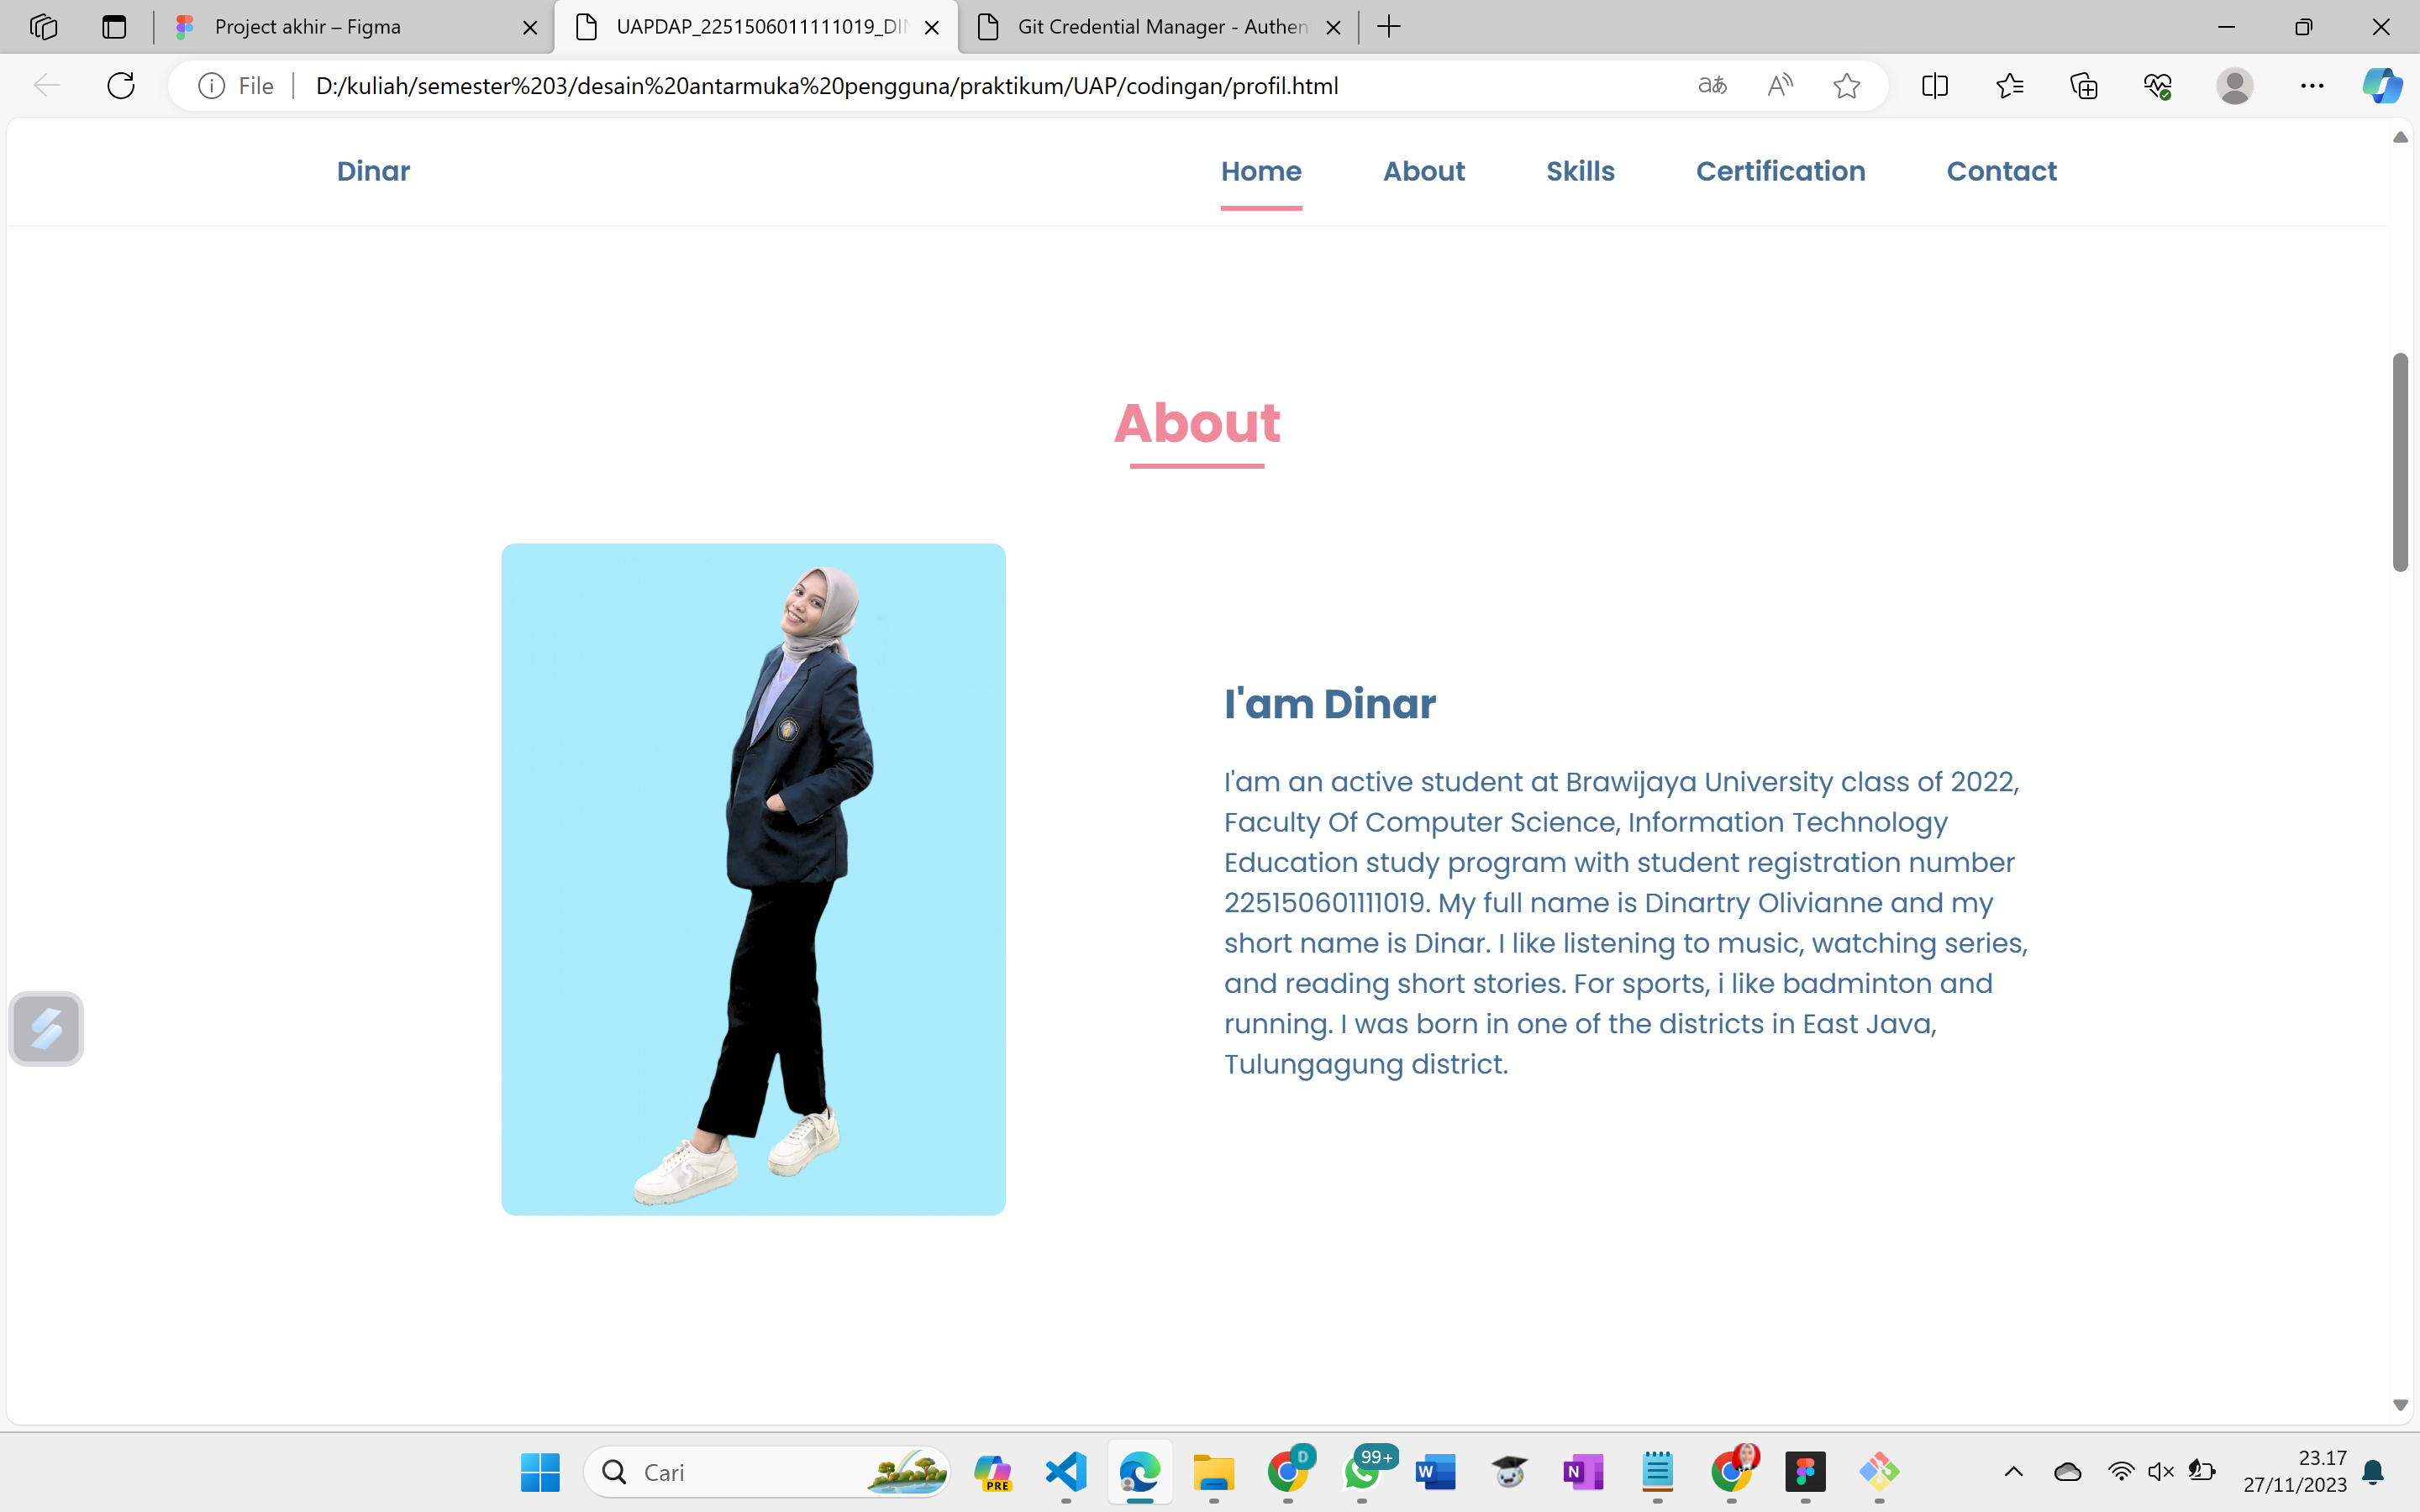 Project akhir – Figma
UAPDAP_2251506011111019_DIN
Git Credential Manager - Authen
File
D:/kuliah/semester%203/desain%20antarmuka%20pengguna/praktikum/UAP/codingan/profil.html
Dinar
Home
About
Skills
Certification
Contact
About
I'am Dinar
I'am an active student at Brawijaya University class of 2022,
Faculty Of Computer Science, Information Technology
Education study program with student registration number
225150601111019. My full name is Dinartry Olivianne and my
short name is Dinar. I like listening to music, watching series,
and reading short stories. For sports, i like badminton and
running. I was born in one of the districts in East Java,
Tulungagung district.
Cari
PRE
D
99+
W
N
23.17
27/11/2023